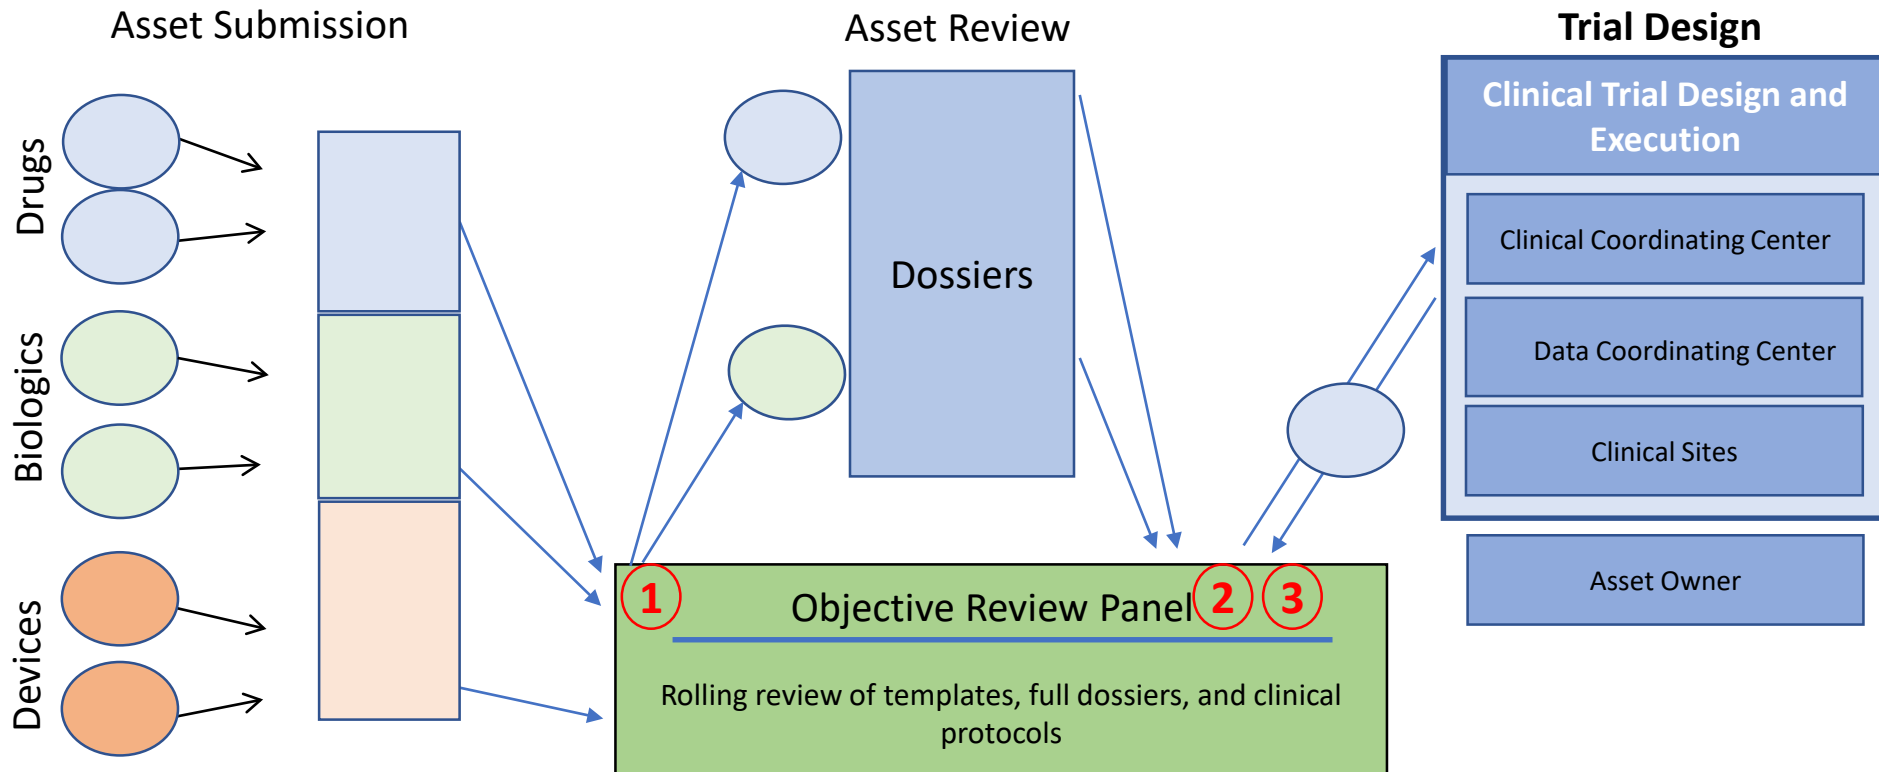 Asset Submission
Drugs
Biologics
Devices
Asset Review
Dossiers
1
Objective Review Panel
2
3
Rolling review of templates, full dossiers, and clinical
protocols
Trial Design
Clinical Trial Design and
Execution
Clinical Coordinating Center
Data Coordinating Center
Clinical Sites
Asset Owner